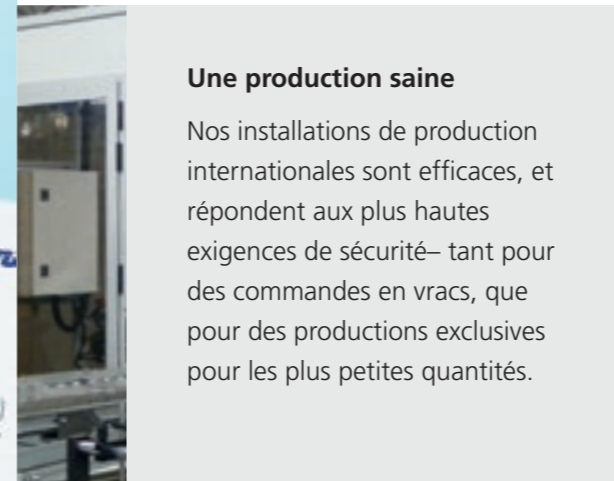 Une production saine
Nos installations de production
internationales sont efficaces, et
répondent aux plus hautes
exigences de sécurité– tant pour
des commandes en vracs, que
pour des productions exclusives
pour les plus petites quantités.